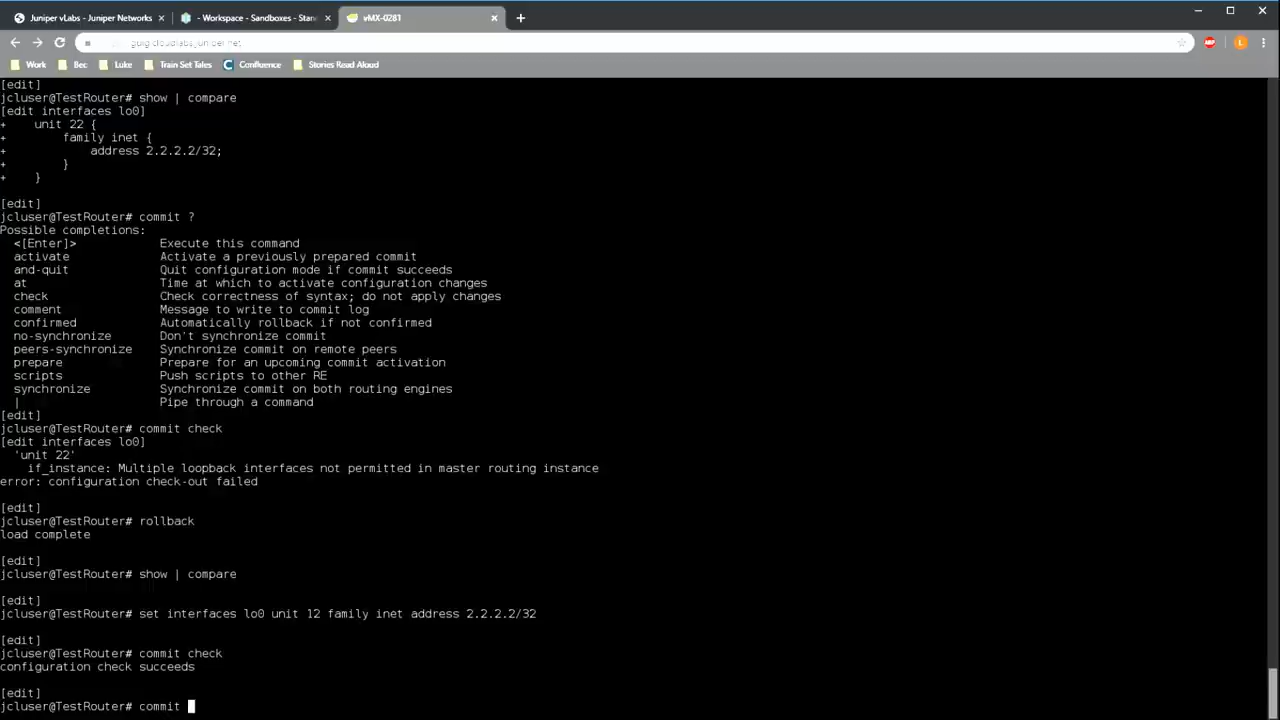 Juniper vLabs - Juniper Networks
- Workspace - Sandboxes - Stan
vMX-0281
guig.cloudlabs.juniper.net
Work
Bec
Luke
Train Set Tales
Confluence
Stories Read Aloud
[edit]
jcluser@TestRouter# show | compare
[edit interfaces lo0]
+    unit 22 {
+        family inet {
+            address 2.2.2.2/32;
+        }
+    }
[edit]
jcluser@TestRouter# commit ?
Possible completions:
  <[Enter]>            Execute this command
  activate             Activate a previously prepared commit
  and-quit             Quit configuration mode if commit succeeds
  at                   Time at which to activate configuration changes
  check                Check correctness of syntax; do not apply changes
  comment              Message to write to commit log
  confirmed            Automatically rollback if not confirmed
  no-synchronize       Don't synchronize commit
  peers-synchronize    Synchronize commit on remote peers
  prepare              Prepare for an upcoming commit activation
  scripts              Push scripts to other RE
  synchronize          Synchronize commit on both routing engines
  |                    Pipe through a command
[edit]
jcluser@TestRouter# commit check
[edit interfaces lo0]
  'unit 22'
    if_instance: Multiple loopback interfaces not permitted in master routing instance
error: configuration check-out failed
[edit]
jcluser@TestRouter# rollback
load complete
[edit]
jcluser@TestRouter# show | compare
[edit]
jcluser@TestRouter# set interfaces lo0 unit 12 family inet address 2.2.2.2/32
[edit]
jcluser@TestRouter# commit check
configuration check succeeds
[edit]
jcluser@TestRouter# commit